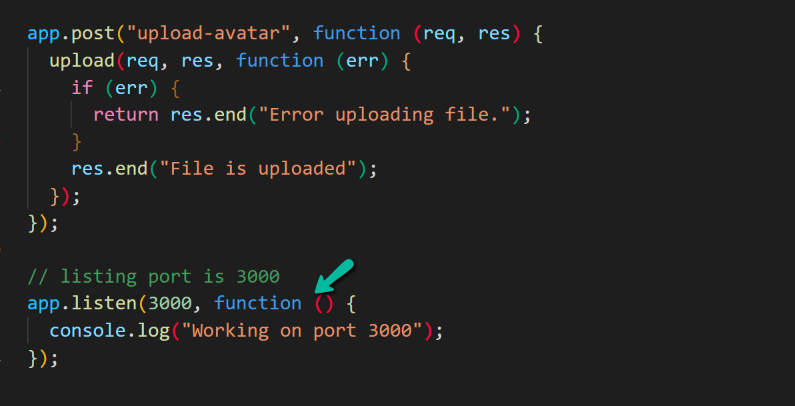 app.post("upload-avatar", function (req, res) {
  upload(req, res, function (err) {
    if (err) {
      return res.end("Error uploading file.");
    }
    res.end("File is uploaded");
  });
});

// listing port is 3000
app.listen(3000, function () {
  console.log("Working on port 3000");
});